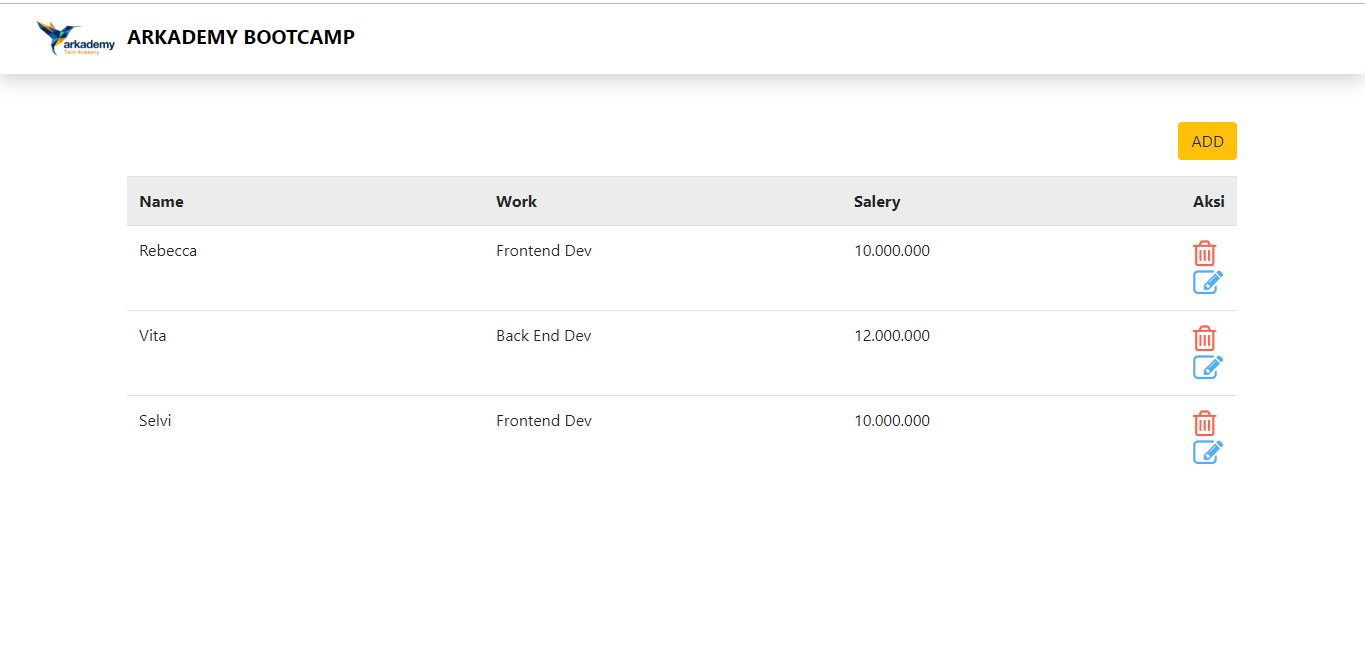 arkademy
Tech Academy
ARKADEMY BOOTCAMP
ADD
Name Work Salery Aksi
Rebecca Frontend Dev 10.000.000
Vita Back End Dev 12.000.000
Selvi Frontend Dev 10.000.000